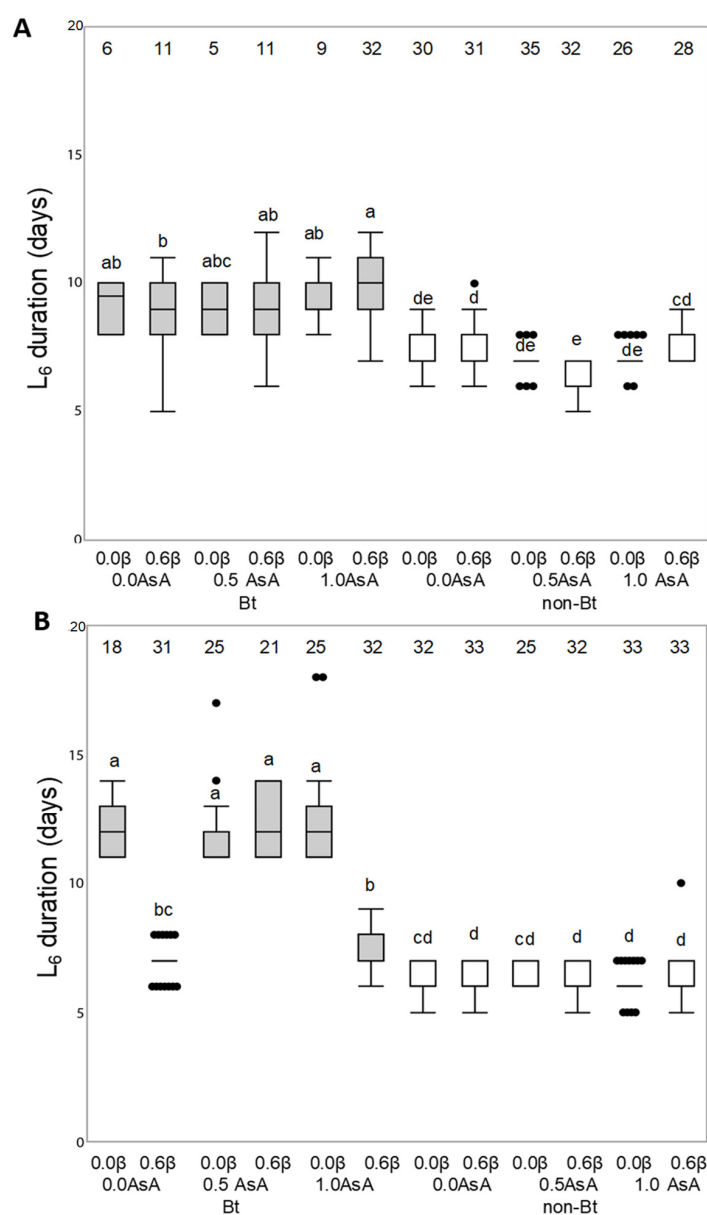 A
20
6 11 5 11 9 32 30 31 35 32 26 28
15
ab b abc ab ab a de d de e de cd
10
5
0
L6 duration (days)
0.0β 0.6β 0.0β 0.6β 0.0β 0.6β 0.0β 0.6β 0.0β 0.6β 0.0β 0.6β
0.0AsA 0.5 AsA 1.0AsA 0.0AsA 0.5AsA 1.0 AsA
Bt non-Bt
B
20
18 31 25 21 25 32 32 33 25 32 33 33
15
a bc a a a b cd d cd d d d
10
5
0
L6 duration (days)
0.0β 0.6β 0.0β 0.6β 0.0β 0.6β 0.0β 0.6β 0.0β 0.6β 0.0β 0.6β
0.0AsA 0.5 AsA 1.0AsA 0.0AsA 0.5AsA 1.0 AsA
Bt non-Bt